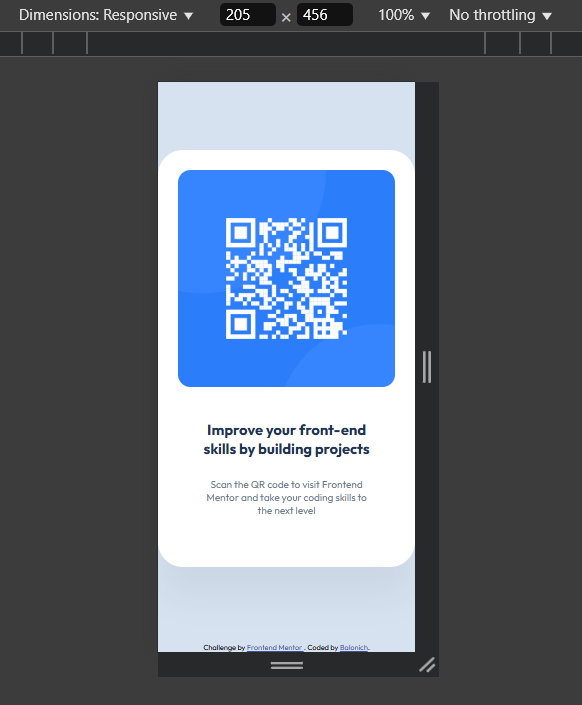 Dimensions: Responsive ▼ 205 × 456 100% ▼ No throttling ▼
Improve your front-end
skills by building projects
Scan the QR code to visit Frontend
Mentor and take your coding skills to
the next level
Challenge by Frontend Mentor . Coded by Balonich.